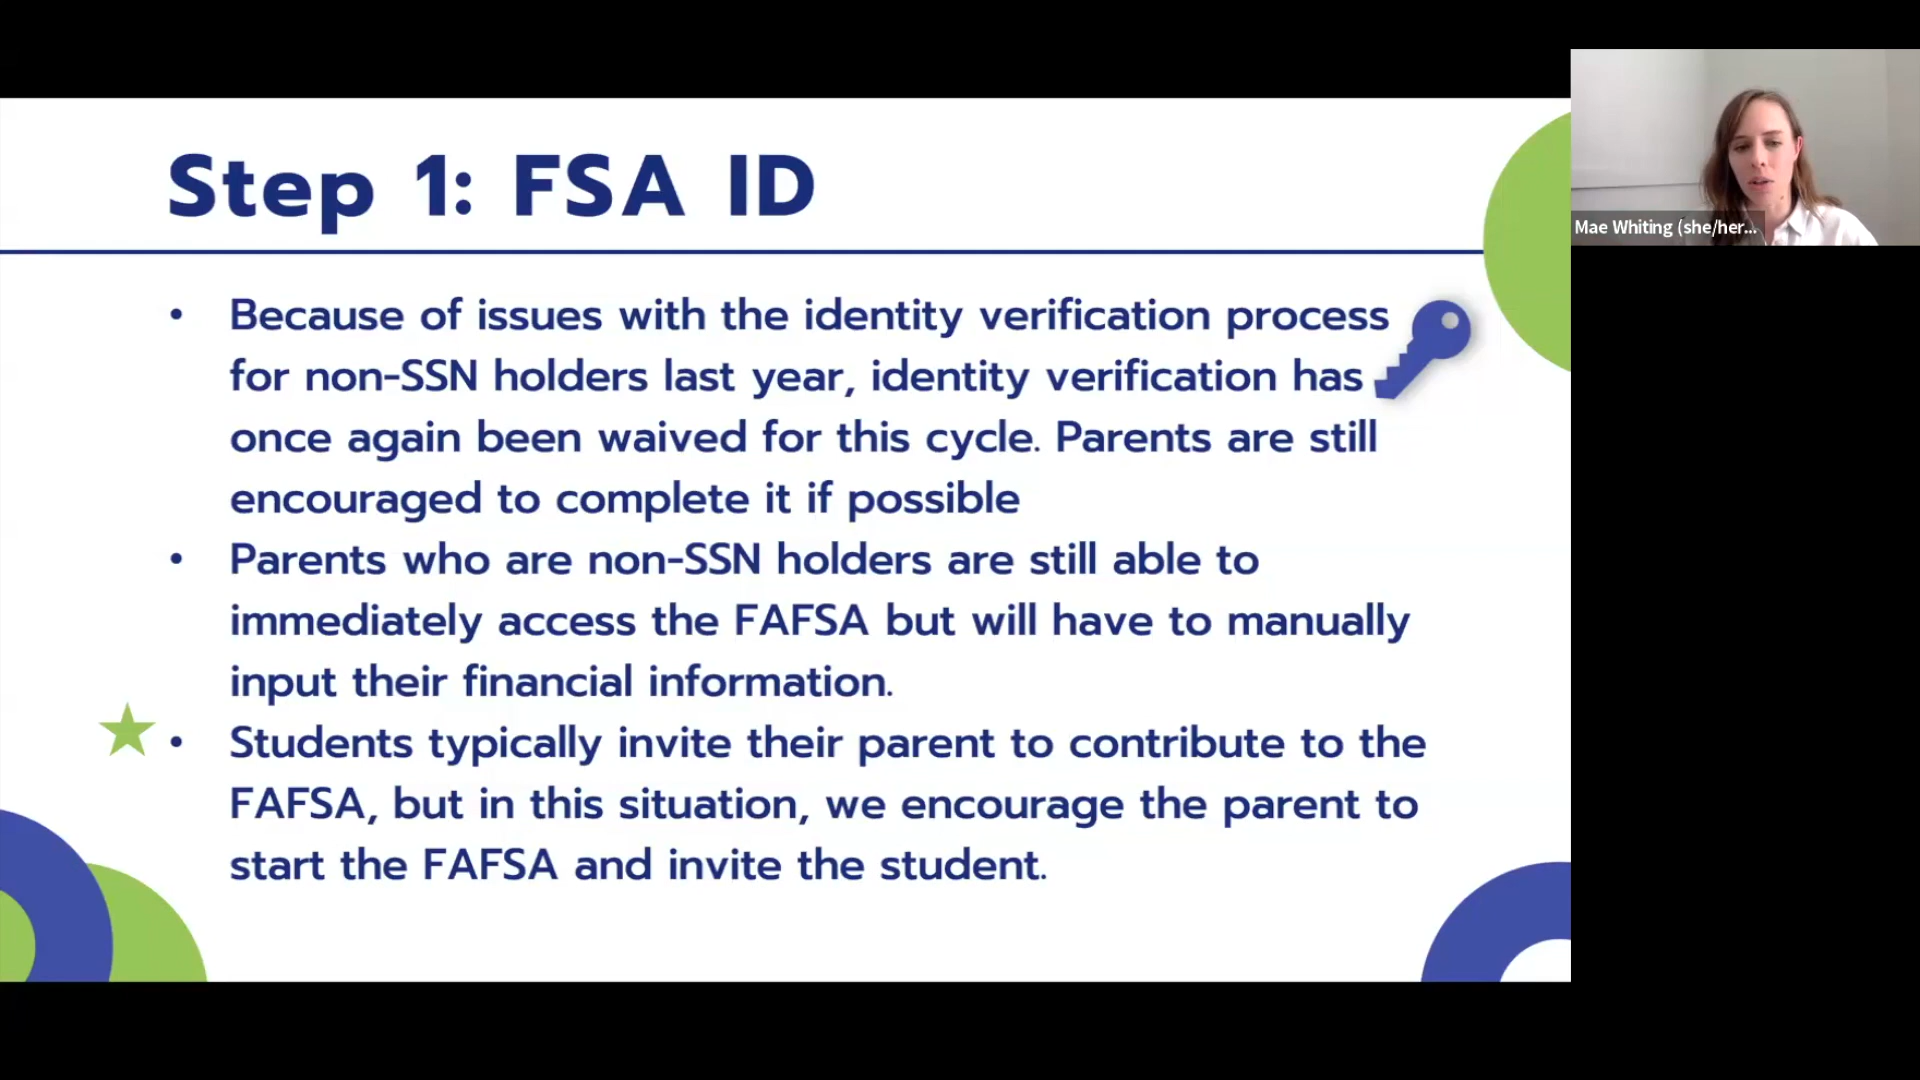 Step 1: FSA ID
• Because of issues with the identity verification process
for non-SSN holders last year, identity verification has
once again been waived for this cycle. Parents are still
encouraged to complete it if possible
• Parents who are non-SSN holders are still able to
immediately access the FAFSA but will have to manually
input their financial information.
• Students typically invite their parent to contribute to the
FAFSA, but in this situation, we encourage the parent to
start the FAFSA and invite the student.
Mae Whiting (she/her...